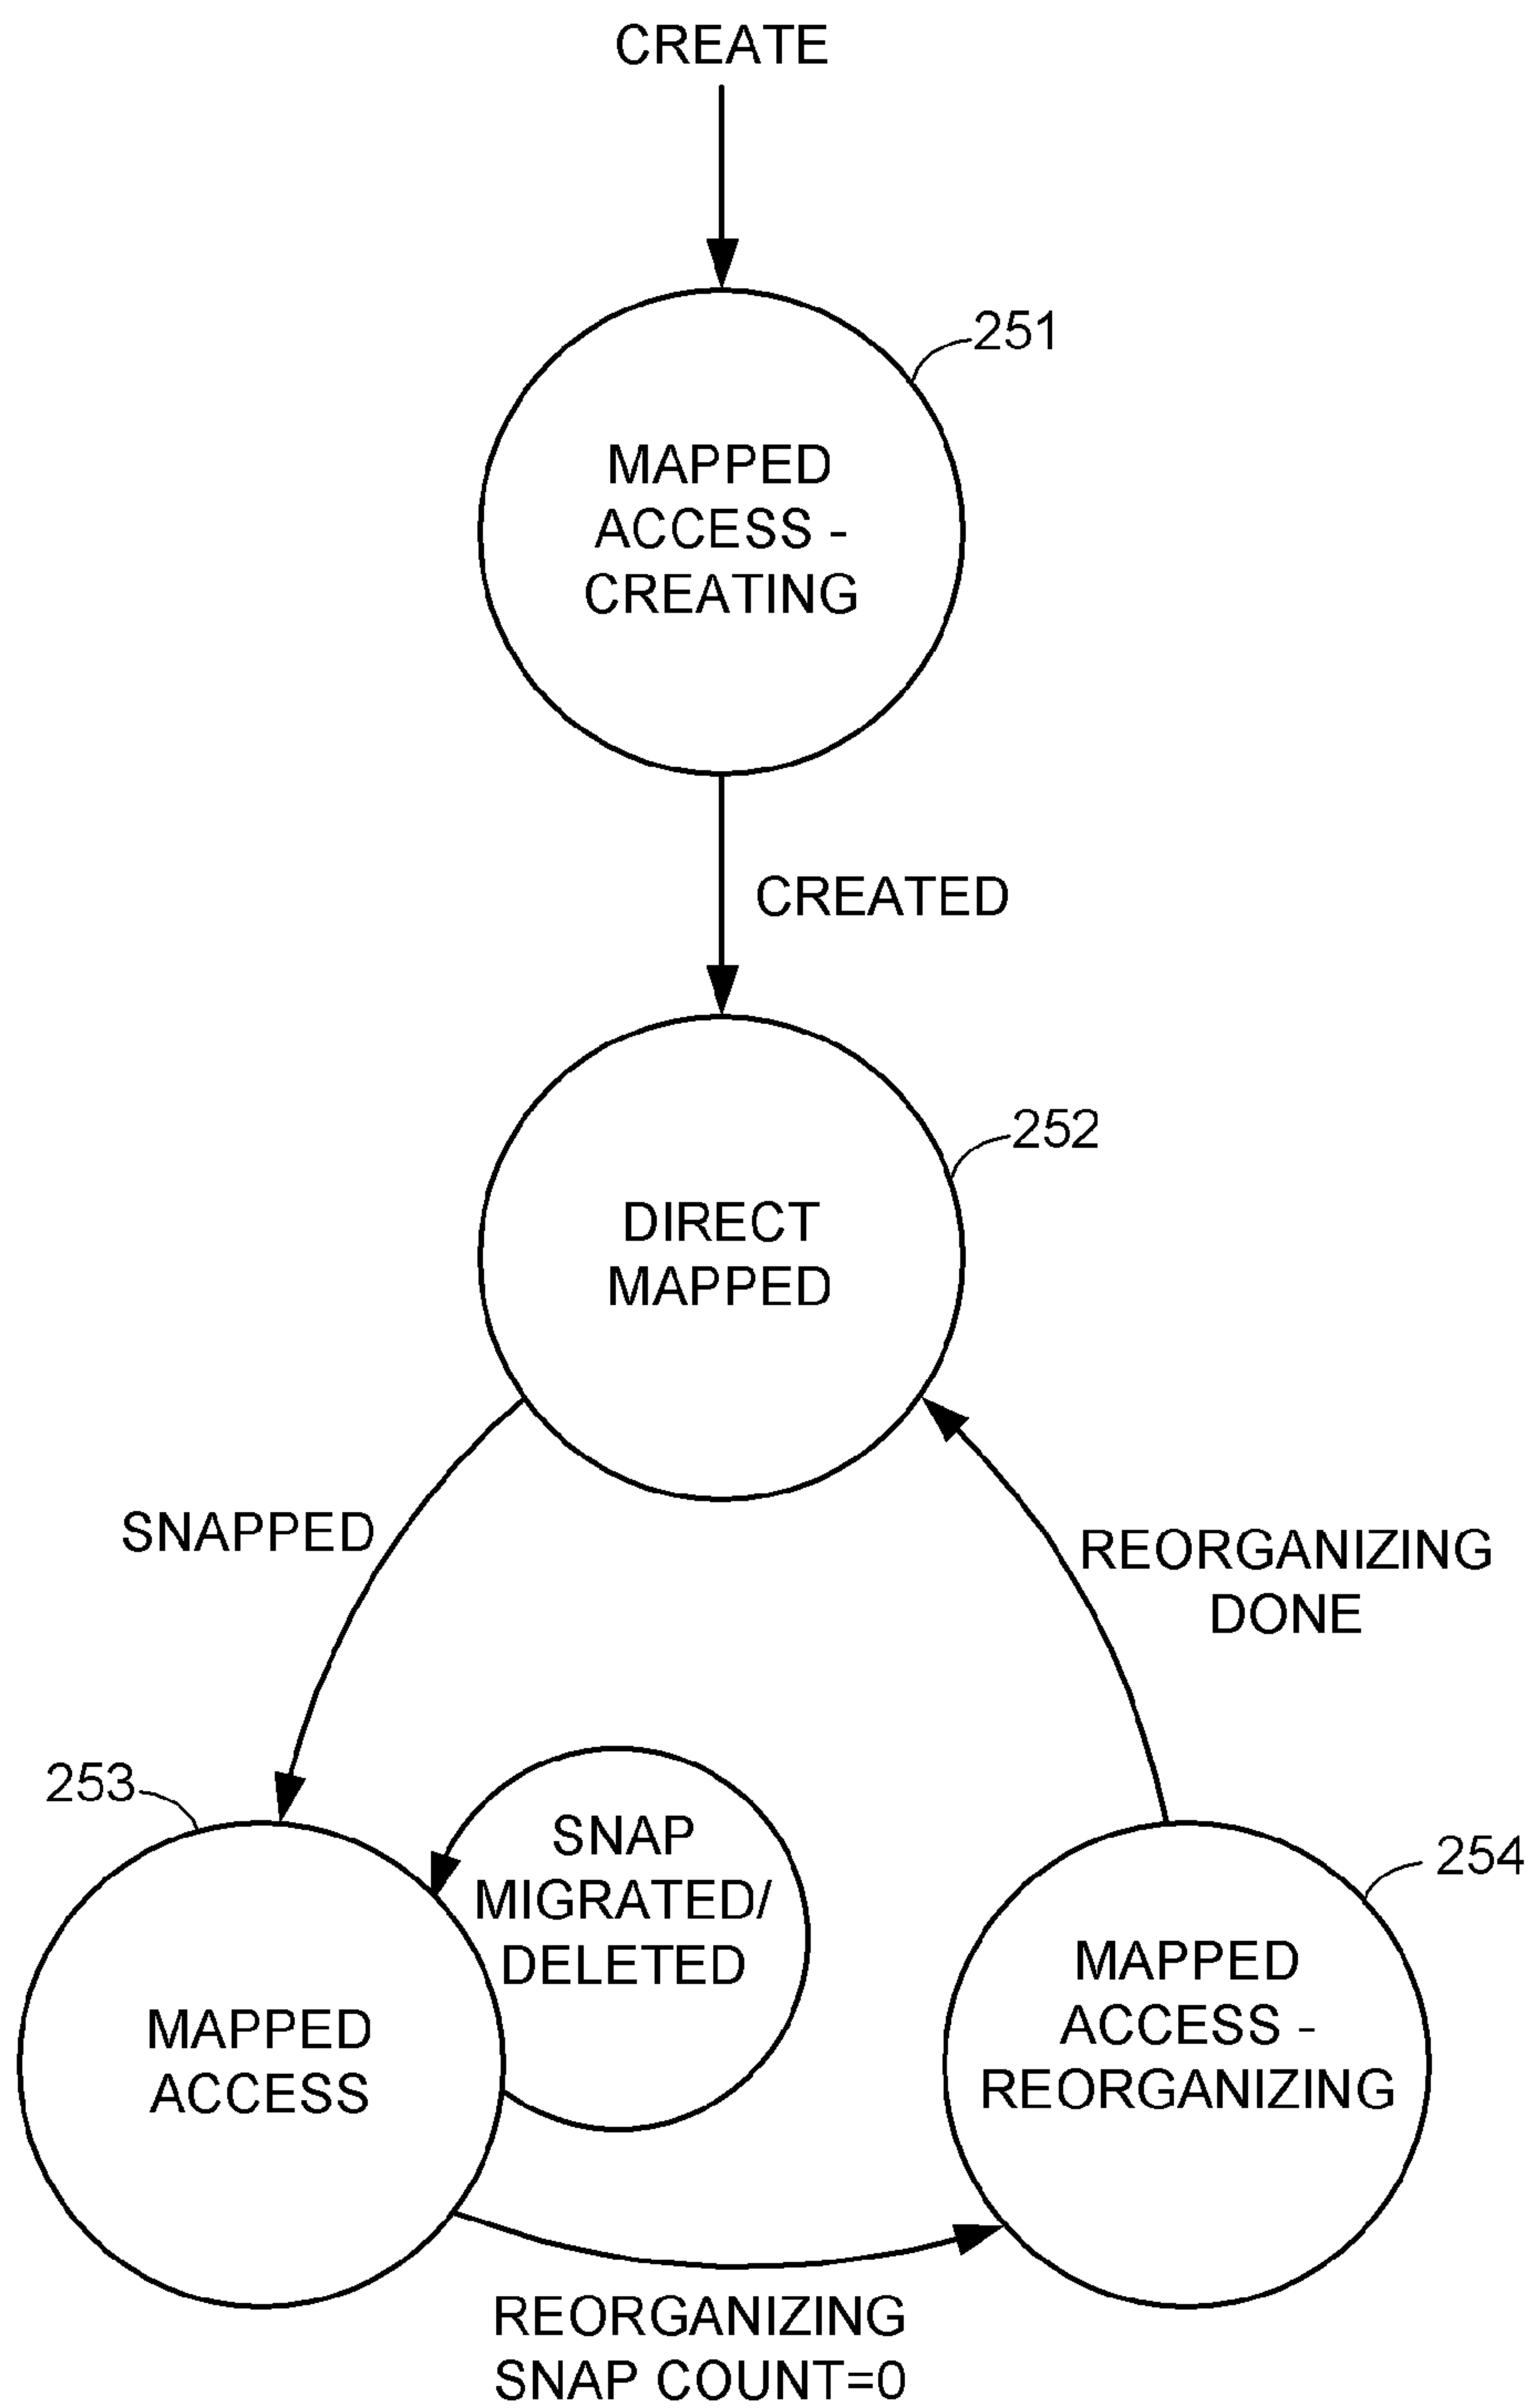 CREATE
251
MAPPED
ACCESS -
CREATING
CREATED
252
DIRECT
MAPPED
SNAPPED
REORGANIZING
DONE
253
SNAP
MIGRATED/
DELETED
254
MAPPED
ACCESS
MAPPED
ACCESS -
REORGANIZING
REORGANIZING
SNAP COUNT=0